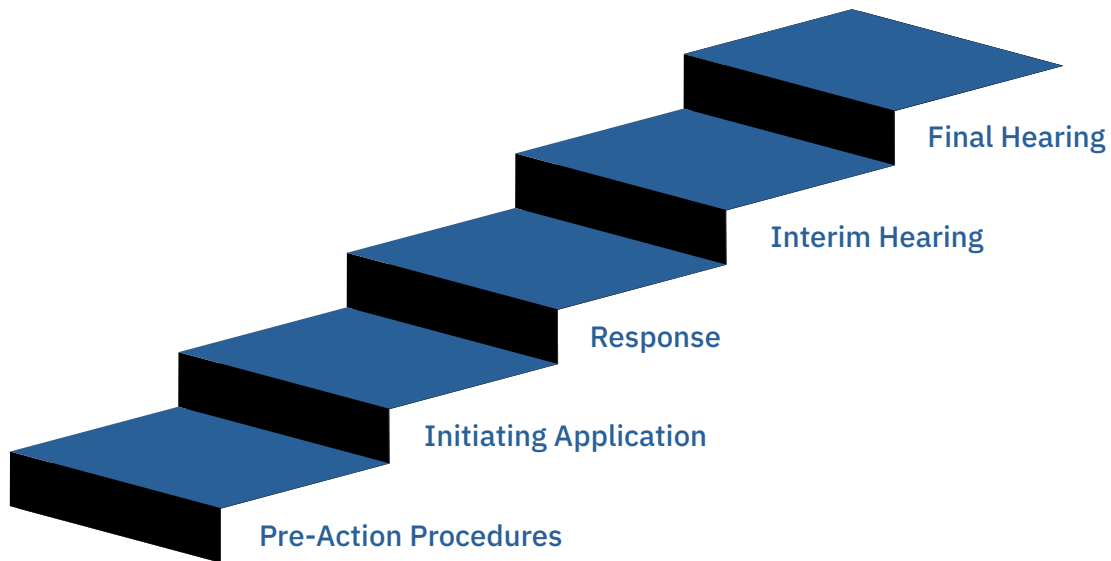 Final Hearing
Interim Hearing
Response
Initiating Application
Pre-Action Procedures